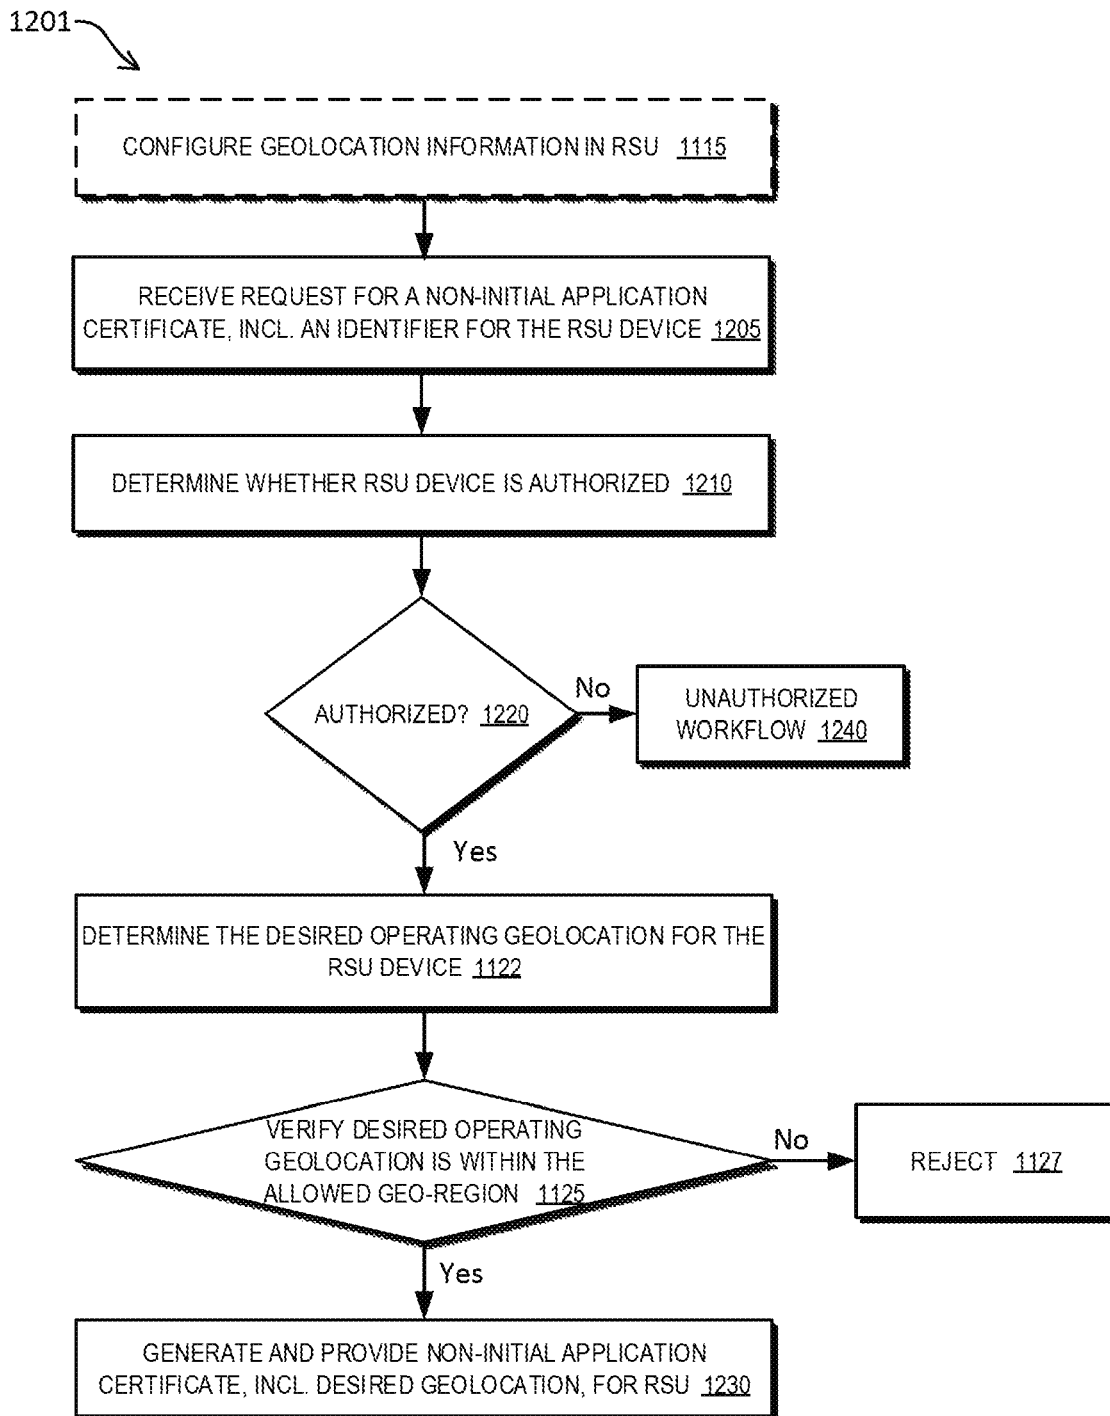 1201
CONFIGURE GEOLOCATION INFORMATION IN RSU 1115
RECEIVE REQUEST FOR A NON-INITIAL APPLICATION
CERTIFICATE, INCL. AN IDENTIFIER FOR THE RSU DEVICE 1205
DETERMINE WHETHER RSU DEVICE IS AUTHORIZED 1210
AUTHORIZED? 1220
No
UNAUTHORIZED
WORKFLOW 1240
Yes
DETERMINE THE DESIRED OPERATING GEOLOCATION FOR THE
RSU DEVICE 1122
VERIFY DESIRED OPERATING
GEOLOCATION IS WITHIN THE
ALLOWED GEO-REGION 1125
No
REJECT 1127
Yes
GENERATE AND PROVIDE NON-INITIAL APPLICATION
CERTIFICATE, INCL. DESIRED GEOLOCATION, FOR RSU 1230